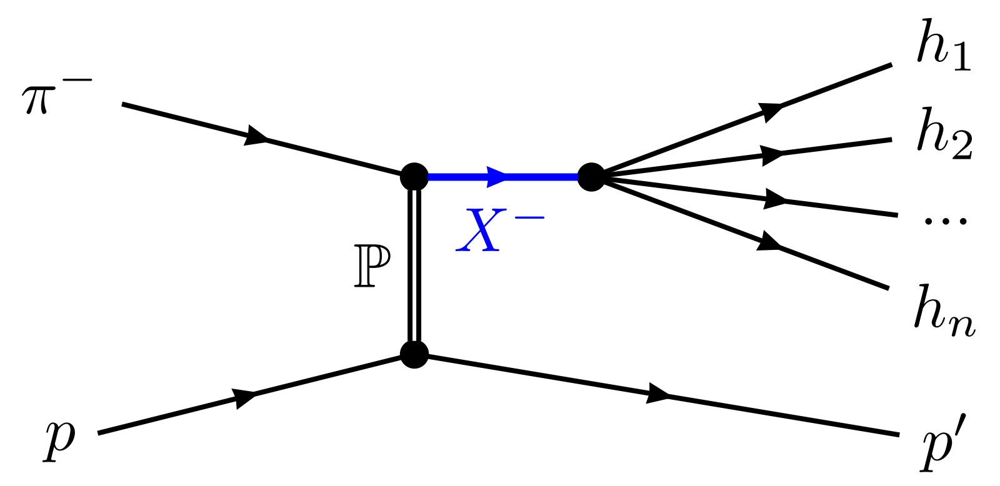 π⁻
h₁
h₂
X⁻
...
ℙ
hₙ
p
p′